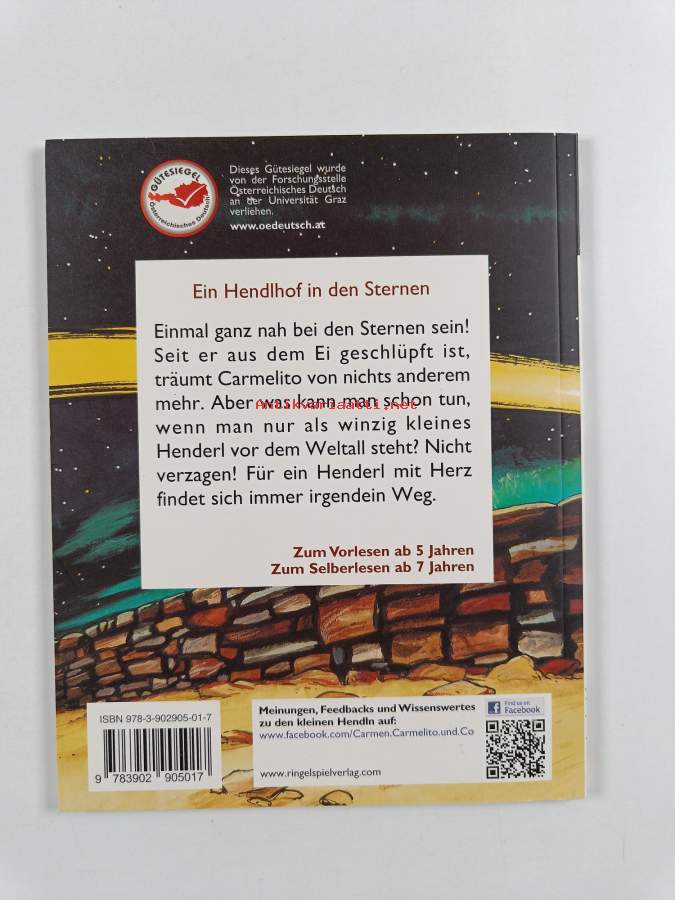 GÜTESIEGEL
Österreichisches Deutsch
Dieses Gütesiegel wurde
von der Forschungsstelle
Österreichisches Deutsch
an der Universität Graz
verliehen.
www.oedeutsch.at
Ein Hendlhof in den Sternen
Einmal ganz nah bei den Sternen sein!
Seit er aus dem Ei geschlüpft ist,
träumt Carmelito von nichts anderem
mehr. Aber was kann man schon tun,
Antikvariaatti.net
wenn man nur als winzig kleines
Henderl vor dem Weltall steht? Nicht
verzagen! Für ein Henderl mit Herz
findet sich immer irgendein Weg.
Zum Vorlesen ab 5 Jahren
Zum Selberlesen ab 7 Jahren
ISBN 978-3-902905-01-7
9 783902 905017
Meinungen, Feedbacks und Wissenswertes
zu den kleinen Hendln auf:
www.facebook.com/Carmen.Carmelito.und.Co
www.ringelspielverlag.com
f
Find us on
Facebook